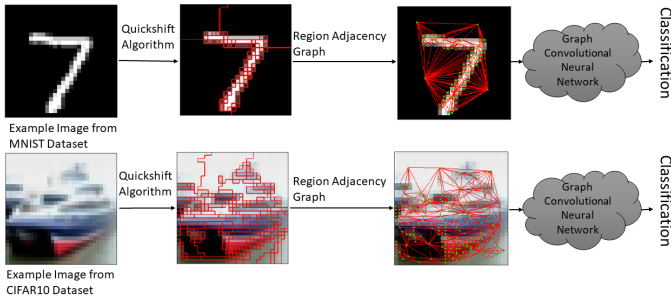 Quickshift
Algorithm
Region Adjacency
Graph
Graph
Convolutional
Neural
Network
Classification
Example Image from
MNIST Dataset
Quickshift
Algorithm
Region Adjacency
Graph
Graph
Convolutional
Neural
Network
Classification
Example Image from
CIFAR10 Dataset